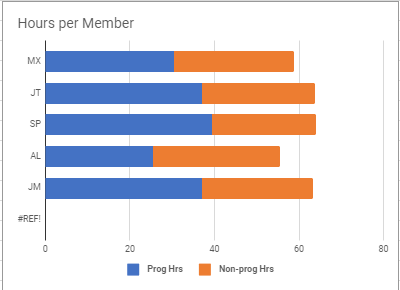 Hours per Member
MX
JT
SP
AL
JM
#REF!
0 20 40 60 80
Prog Hrs Non-prog Hrs